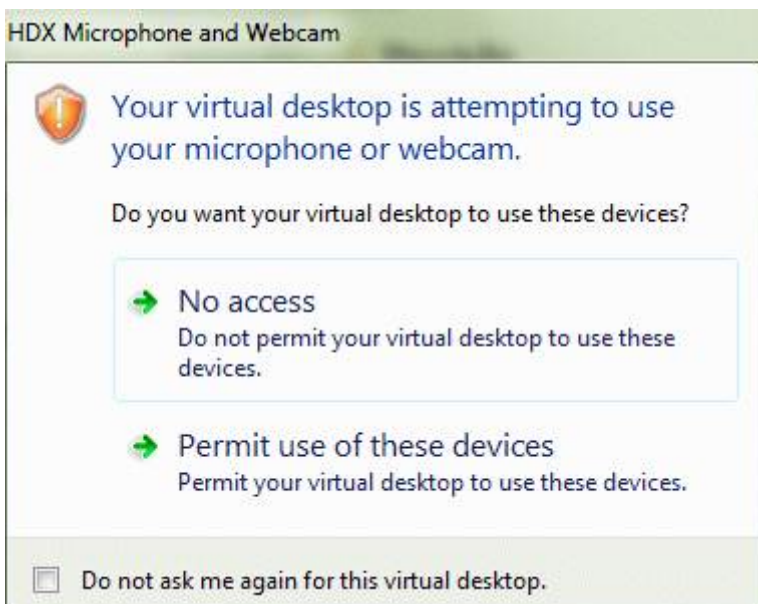 HDX Microphone and Webcam
Your virtual desktop is attempting to use
your microphone or webcam.
Do you want your virtual desktop to use these devices?
No access
Do not permit your virtual desktop to use these
devices.
Permit use of these devices
Permit your virtual desktop to use these devices.
Do not ask me again for this virtual desktop.